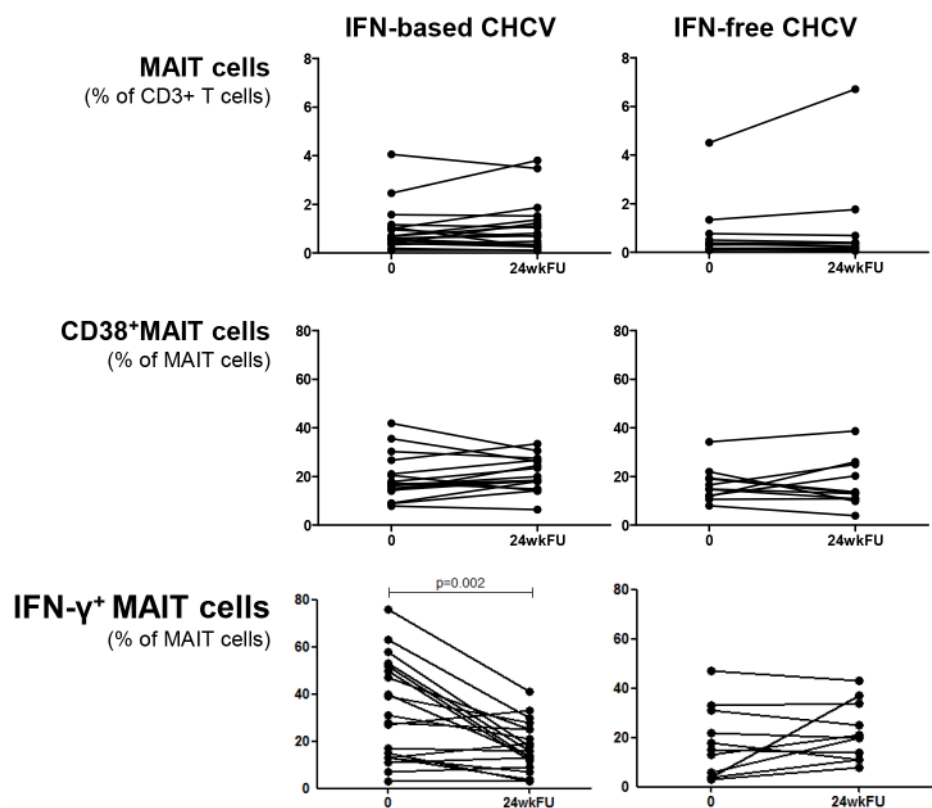 IFN-based CHCV
IFN-free CHCV
MAIT cells
(% of CD3+ T cells)
8
6
4
2
0
0
24wkFU
8
6
4
2
0
0
24wkFU
CD38⁺MAIT cells
(% of MAIT cells)
80
60
40
20
0
0
24wkFU
80
60
40
20
0
0
24wkFU
IFN-γ⁺ MAIT cells
(% of MAIT cells)
p=0.002
80
60
40
20
0
0
24wkFU
80
60
40
20
0
0
24wkFU